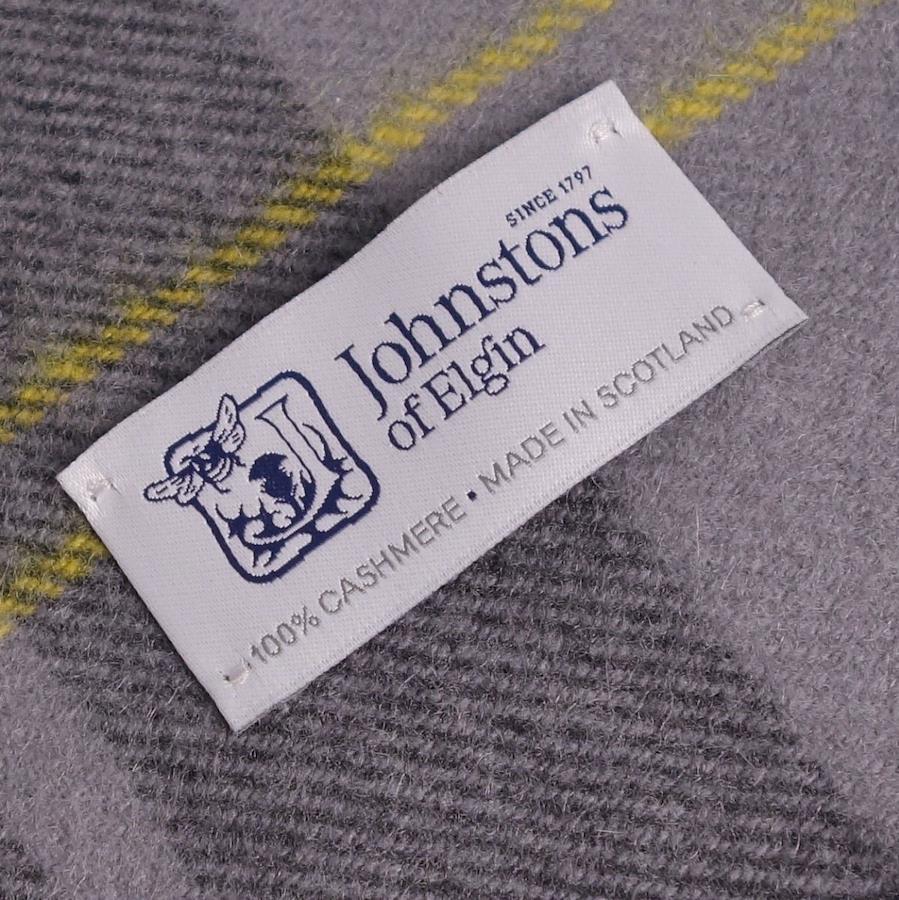 SINCE 1797
Johnstons
of Elgin
100% CASHMERE • MADE IN SCOTLAND